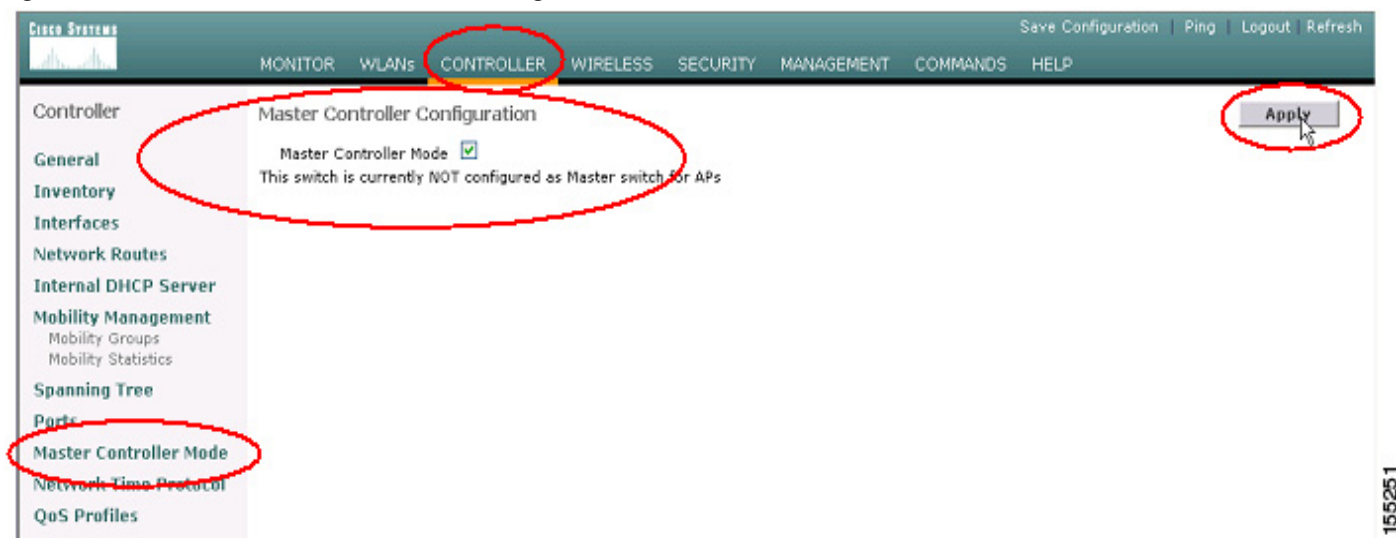 CISCO SYSTEMS
Save Configuration | Ping | Logout | Refresh
MONITOR WLANs CONTROLLER WIRELESS SECURITY MANAGEMENT COMMANDS HELP
Controller
General
Inventory
Interfaces
Network Routes
Internal DHCP Server
Mobility Management
Mobility Groups
Mobility Statistics
Spanning Tree
Ports
Master Controller Mode
Network Time Protocol
QoS Profiles
Master Controller Configuration
Apply
Master Controller Mode
This switch is currently NOT configured as Master switch for APs
155251